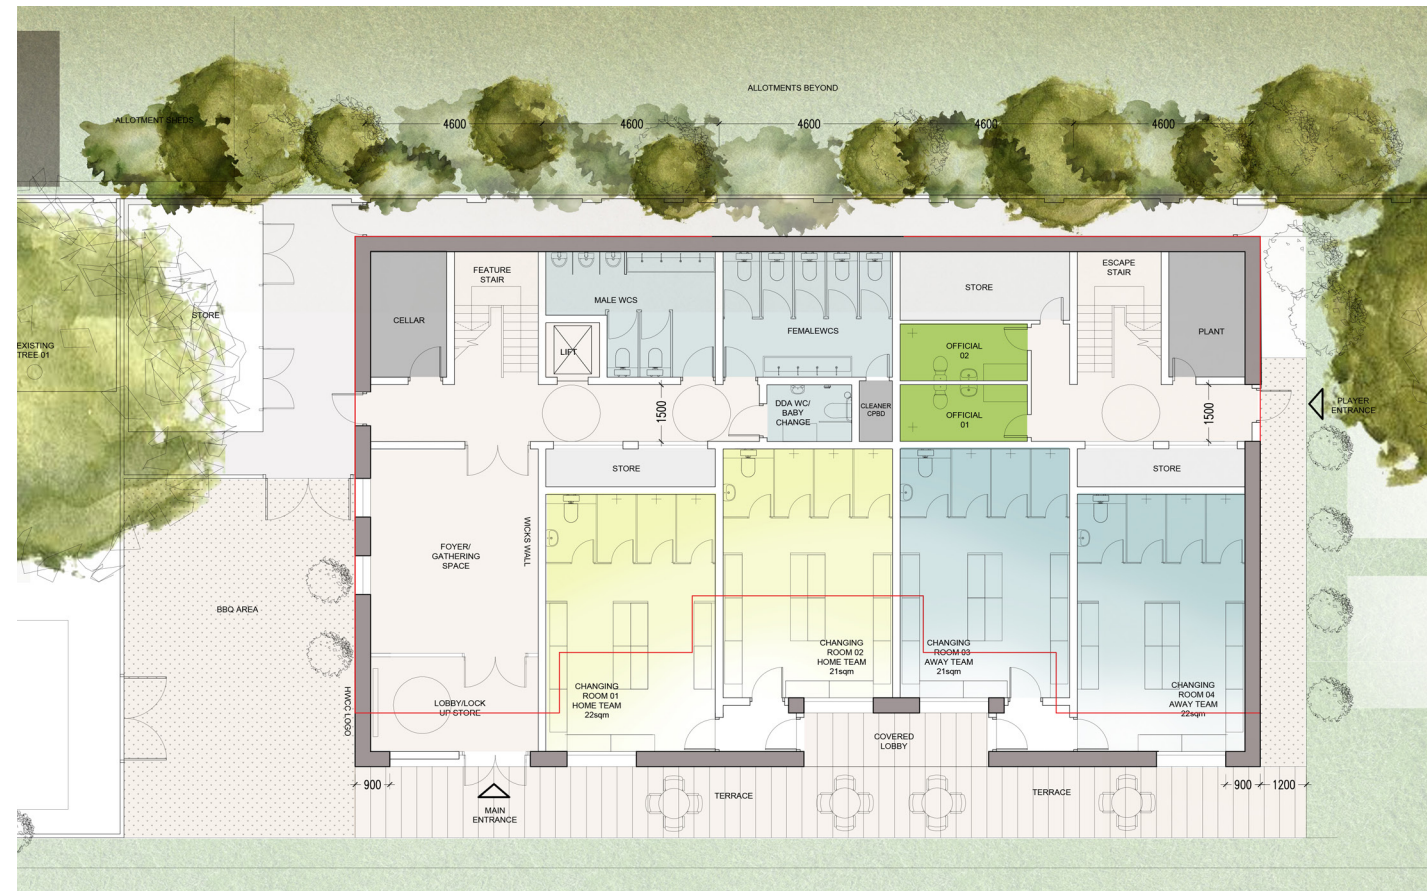 ALLOTMENTS BEYOND
ALLOTMENT SHEDS
4600
4600
4600
4600
4600
FEATURE
STAIR
ESCAPE
STAIR
STORE
MALE WCS
CELLAR
STORE
FEMALEWCS
PLANT
LIFT
EXISTING
TREE 01
OFFICIAL
02
DDA WC/
BABY
CHANGE
CLEANER
CPBD
OFFICIAL
01
1500
1500
PLAYER
ENTRANCE
STORE
STORE
WICKS WALL
FOYER/
GATHERING
SPACE
BBQ AREA
CHANGING
ROOM 02
HOME TEAM
21sqm
CHANGING
ROOM 03
AWAY TEAM
21sqm
CHANGING
ROOM 01
HOME TEAM
22sqm
CHANGING
ROOM 04
AWAY TEAM
22sqm
HWCC LOGO
LOBBY/LOCK
UP STORE
COVERED
LOBBY
900
MAIN
ENTRANCE
TERRACE
TERRACE
900
1200